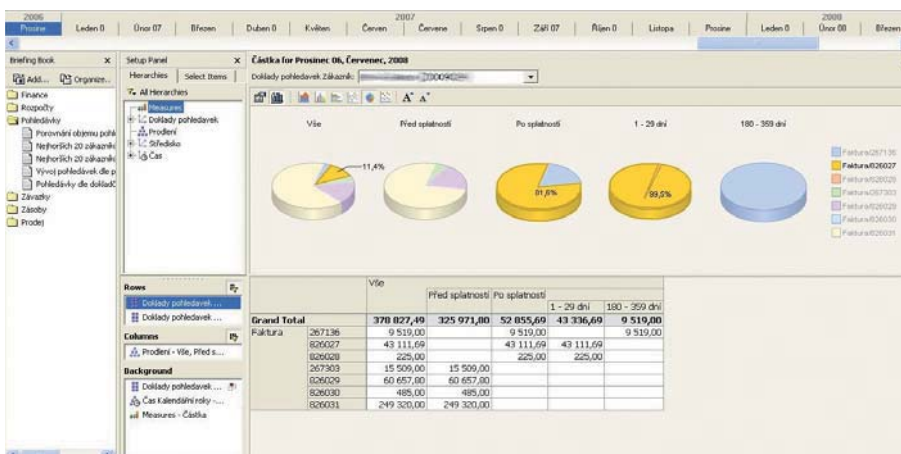 2006 2007 2008
Prosinec Leden 0 Únor 07 Březen Duben 0 Květen Červen Července Srpen 0 Září 07 Říjen 0 Listopa Prosine Leden 0 Únor 08 Březen
Briefing Book x
Add... Organize...
Finance
Rozpočty
Pohledávky
Porovnání objemu pohl
Nejhorších 20 zákazníků
Nejhorších 20 zákazníků
Vývoj pohledávek dle p
Pohledávky dle dokladů
Závazky
Zásoby
Prodej
Setup Panel x
Hierarchies Select Items
All Hierarchies
Measures
Doklady pohledávek
Prodlení
Středisko
Čas
Rows
Doklady pohledavek ...
Doklady pohledavek ...
Columns
Prodlení - Vše, Před s...
Background
Doklady pohledavek ...
Čas Kalendářní roky -...
Measures - Částka
Částka for Prosinec 06, Červenec, 2008
Doklady pohledavek Zákazník:
A A
Vše Před splatností Po splatnosti 1 - 29 dní 180 - 359 dní
11,4% 81,6% 99,5%
Faktura/267136
Faktura/826027
Faktura/826028
Faktura/267303
Faktura/826029
Faktura/826030
Faktura/826031
Vše
Před splatností Po splatnosti
1 - 29 dní 180 - 359 dní
Grand Total 378 827,49 325 971,80 52 855,69 43 336,69 9 519,00
Faktura 267136 9 519,00 9 519,00 9 519,00
826027 43 111,69 43 111,69 43 111,69
826028 225,00 225,00 225,00
267303 15 509,00 15 509,00
826029 60 657,80 60 657,80
826030 485,00 485,00
826031 249 320,00 249 320,00